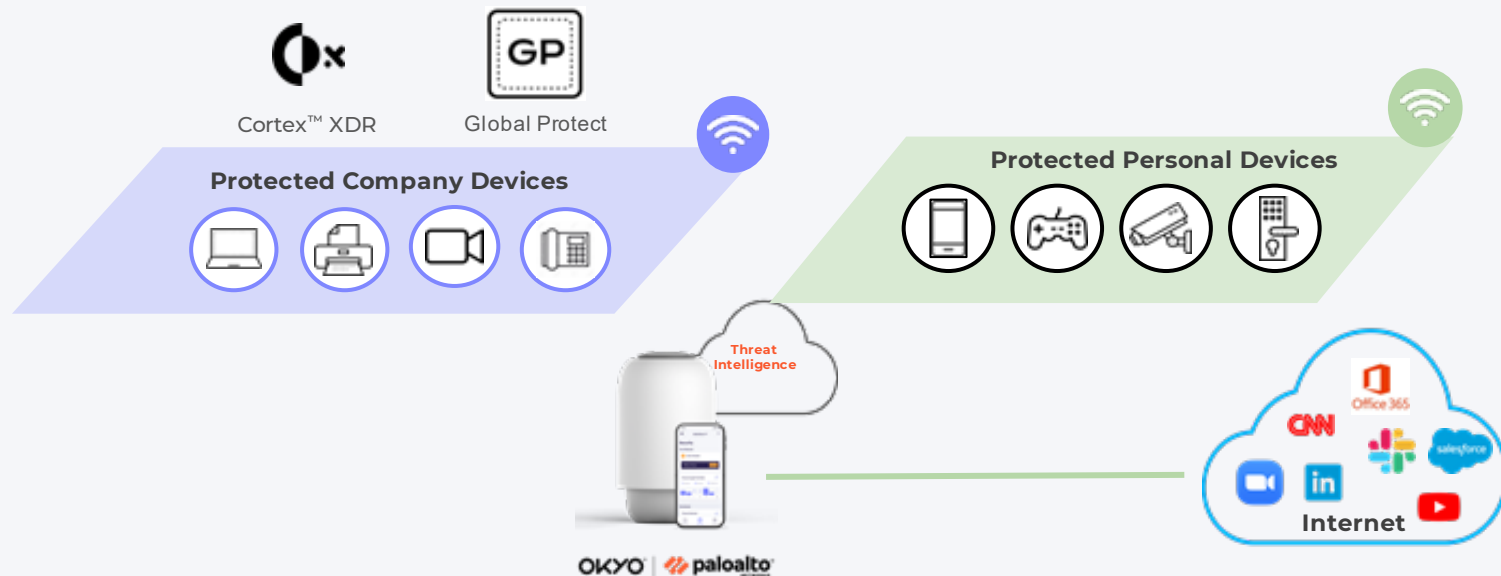 GP
Cortex™ XDR
Global Protect
Protected Company Devices
Protected Personal Devices
Threat
Intelligence
Office 365
CNN
salesforce
in
Internet
OKYO | paloalto